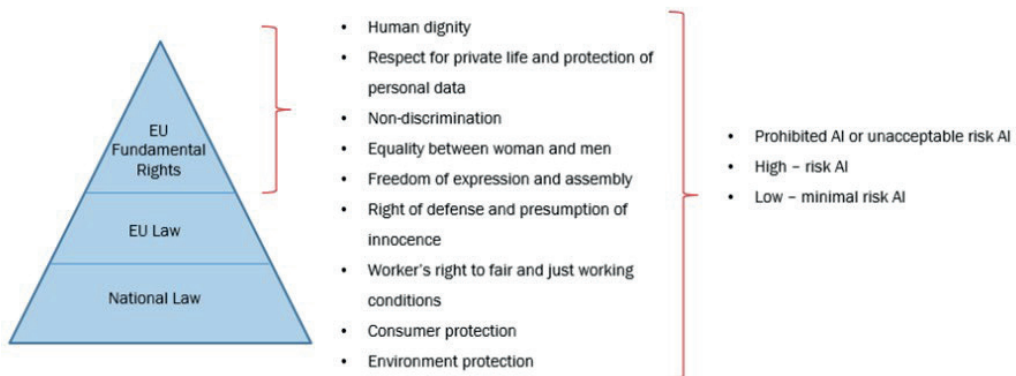 EU
Fundamental
Rights
EU Law
National Law
• Human dignity
• Respect for private life and protection of
personal data
• Non-discrimination
• Equality between woman and men
• Freedom of expression and assembly
• Right of defense and presumption of
innocence
• Worker's right to fair and just working
conditions
• Consumer protection
• Environment protection
• Prohibited AI or unacceptable risk AI
• High – risk AI
• Low – minimal risk AI